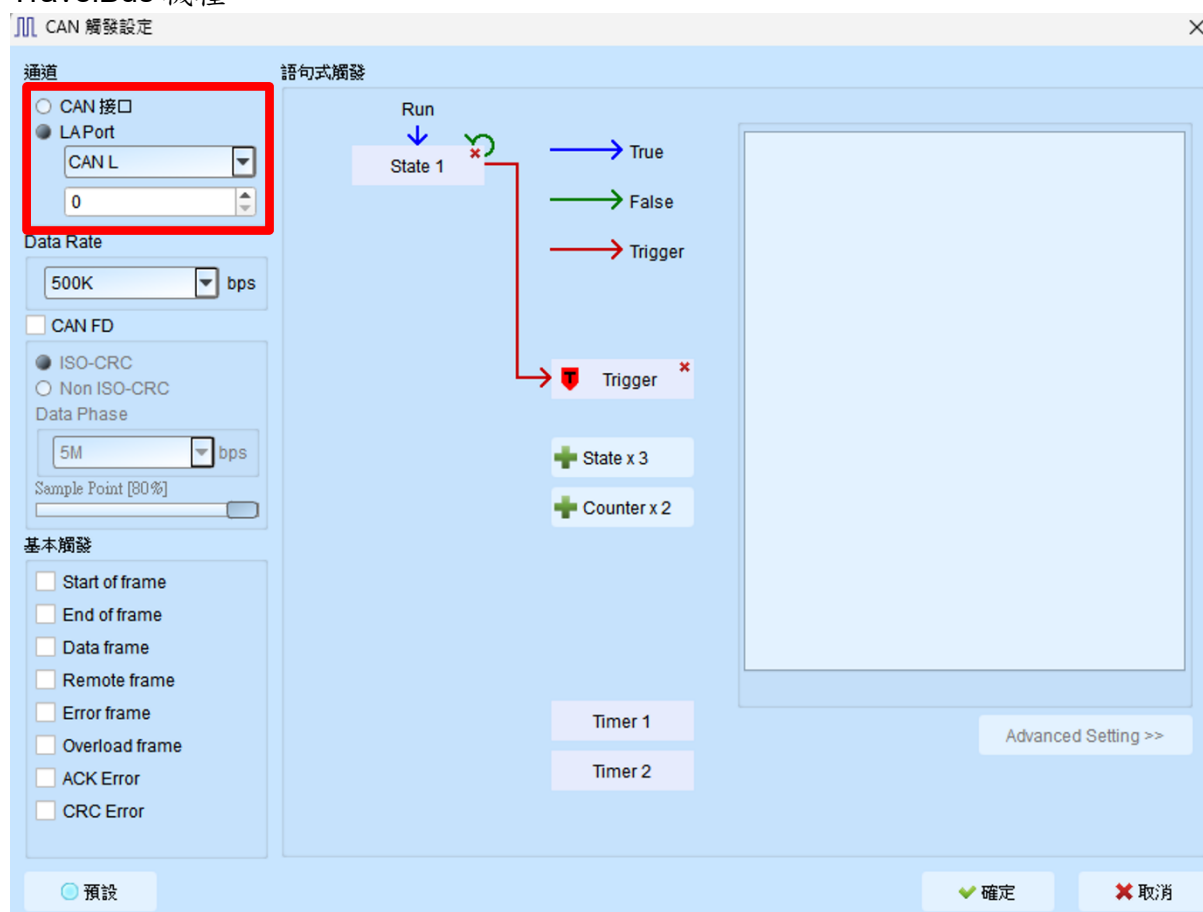 TravelBus 機種
CAN 觸發設定
通道
CAN 接口
LA Port
CAN L
0
Data Rate
500K
bps
CAN FD
ISO-CRC
Non ISO-CRC
Data Phase
5M
bps
Sample Point [80%]
基本觸發
Start of frame
End of frame
Data frame
Remote frame
Error frame
Overload frame
ACK Error
CRC Error
預設
語句式觸發
Run
State 1
True
False
Trigger
T Trigger
State x 3
Counter x 2
Timer 1
Timer 2
Advanced Setting >>
確定
取消